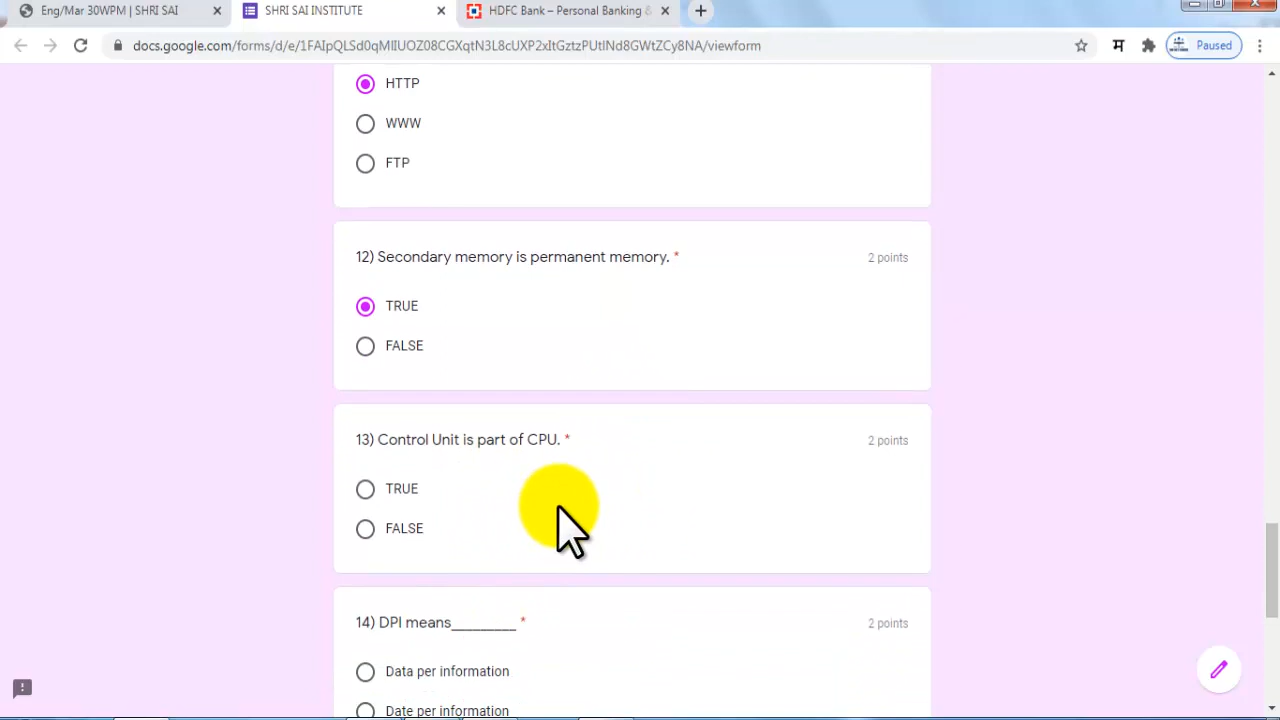 Eng/Mar 30WPM | SHRI SAI
SHRI SAI INSTITUTE
HDFC Bank – Personal Banking &
docs.google.com/forms/d/e/1FAIpQLSd0qMlIUOZ08CGXqtN3L8cUXP2xItGztzPUtlNd8GWtZCy8NA/viewform
म
Paused
HTTP
WWW
FTP
12) Secondary memory is permanent memory. *
2 points
TRUE
FALSE
13) Control Unit is part of CPU. *
2 points
TRUE
FALSE
14) DPI means_________ *
2 points
Data per information
Date per information